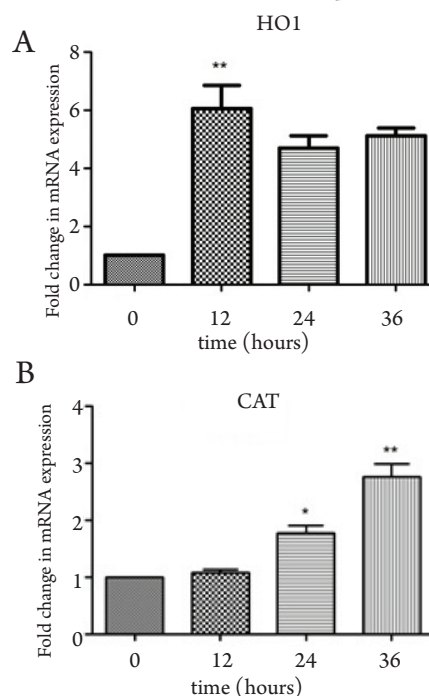 A
HO1
Fold change in mRNA expression
8
6
4
2
0
**
0 12 24 36
time (hours)
B
CAT
Fold change in mRNA expression
4
3
2
1
0
*
**
0 12 24 36
time (hours)